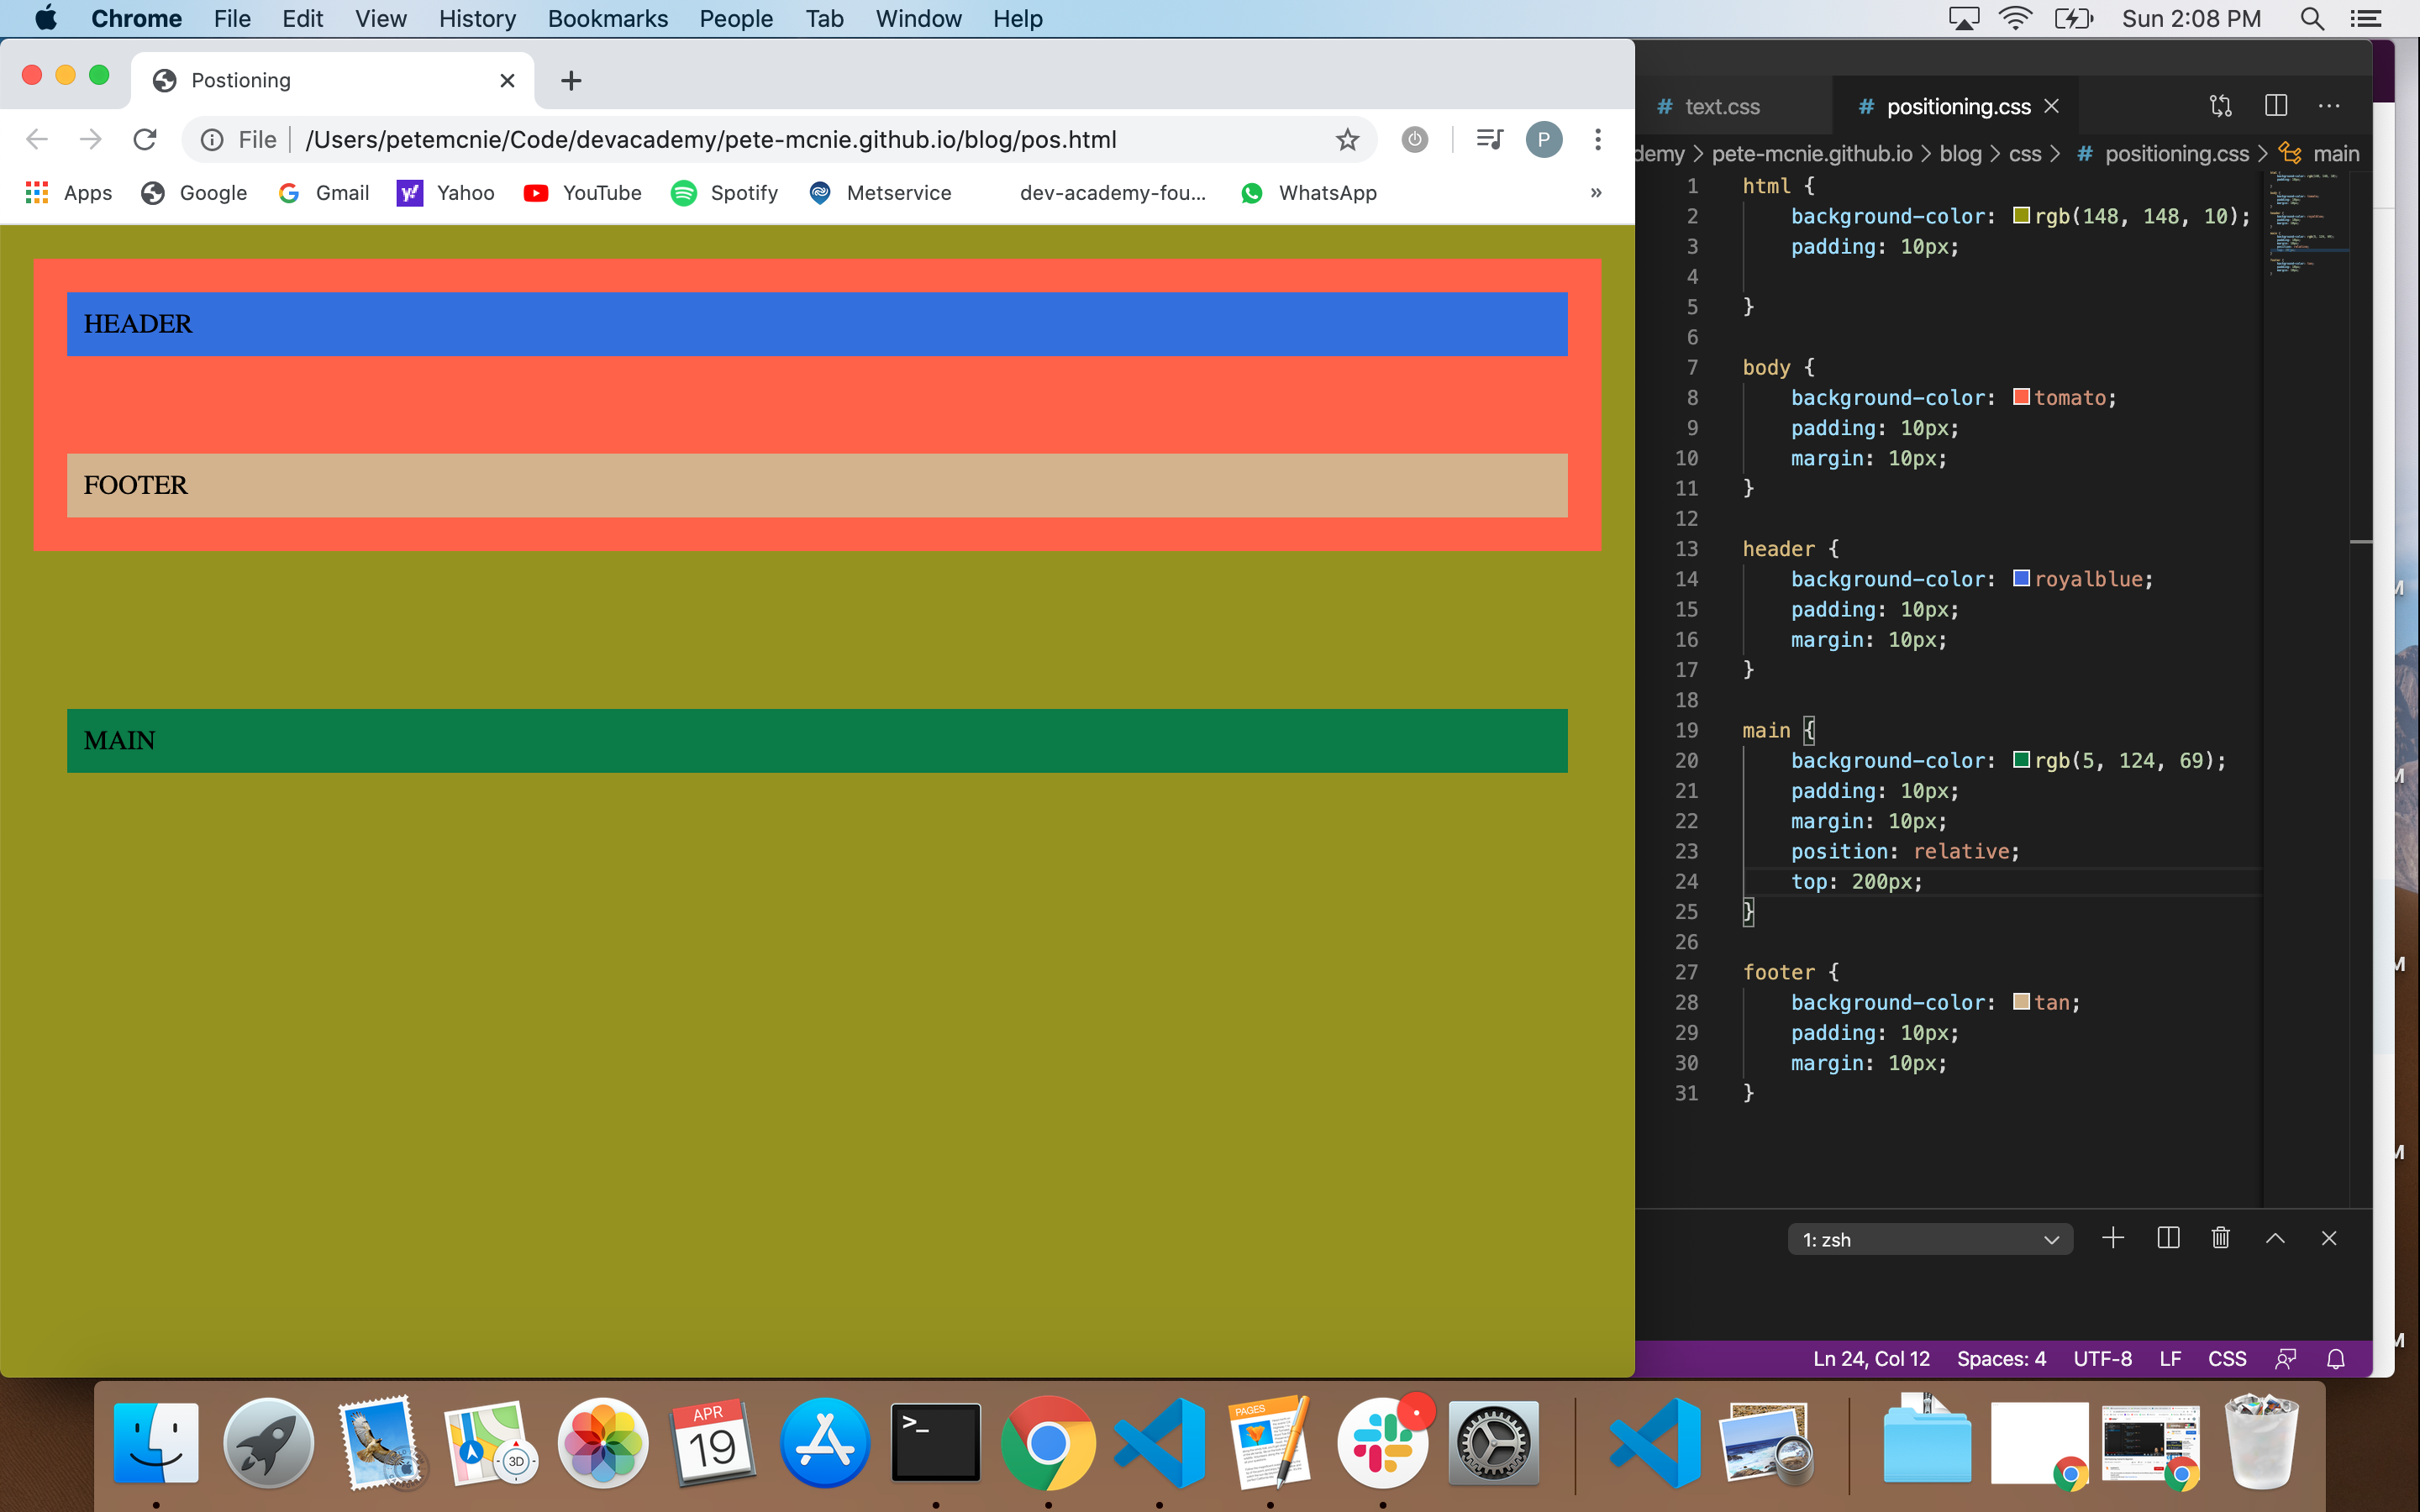 Chrome File Edit View History Bookmarks People Tab Window Help Sun 2:08 PM
Postioning
File /Users/petemcnie/Code/devacademy/pete-mcnie.github.io/blog/pos.html P
Apps Google Gmail Yahoo YouTube Spotify Metservice dev-academy-fou... WhatsApp »
HEADER
FOOTER
MAIN
# text.css # positioning.css
demy > pete-mcnie.github.io > blog > css > # positioning.css > main
1 html {
2 background-color: rgb(148, 148, 10);
3 padding: 10px;
4
5 }
6
7 body {
8 background-color: tomato;
9 padding: 10px;
10 margin: 10px;
11 }
12
13 header {
14 background-color: royalblue;
15 padding: 10px;
16 margin: 10px;
17 }
18
19 main {
20 background-color: rgb(5, 124, 69);
21 padding: 10px;
22 margin: 10px;
23 position: relative;
24 top: 200px;
25 }
26
27 footer {
28 background-color: tan;
29 padding: 10px;
30 margin: 10px;
31 }
1: zsh
Ln 24, Col 12 Spaces: 4 UTF-8 LF CSS
3D
APR
19
>_
PAGES